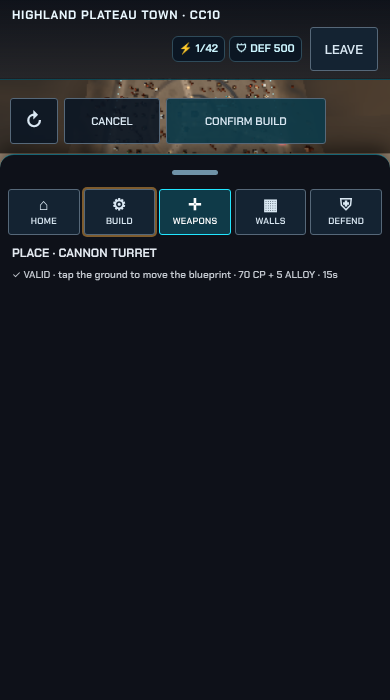 HIGHLAND PLATEAU TOWN · CC10
⚡ 1/42
DEF 500
LEAVE
CANCEL
CONFIRM BUILD
HOME
BUILD
WEAPONS
WALLS
DEFEND
PLACE · CANNON TURRET
✓ VALID · tap the ground to move the blueprint · 70 CP + 5 ALLOY · 15s